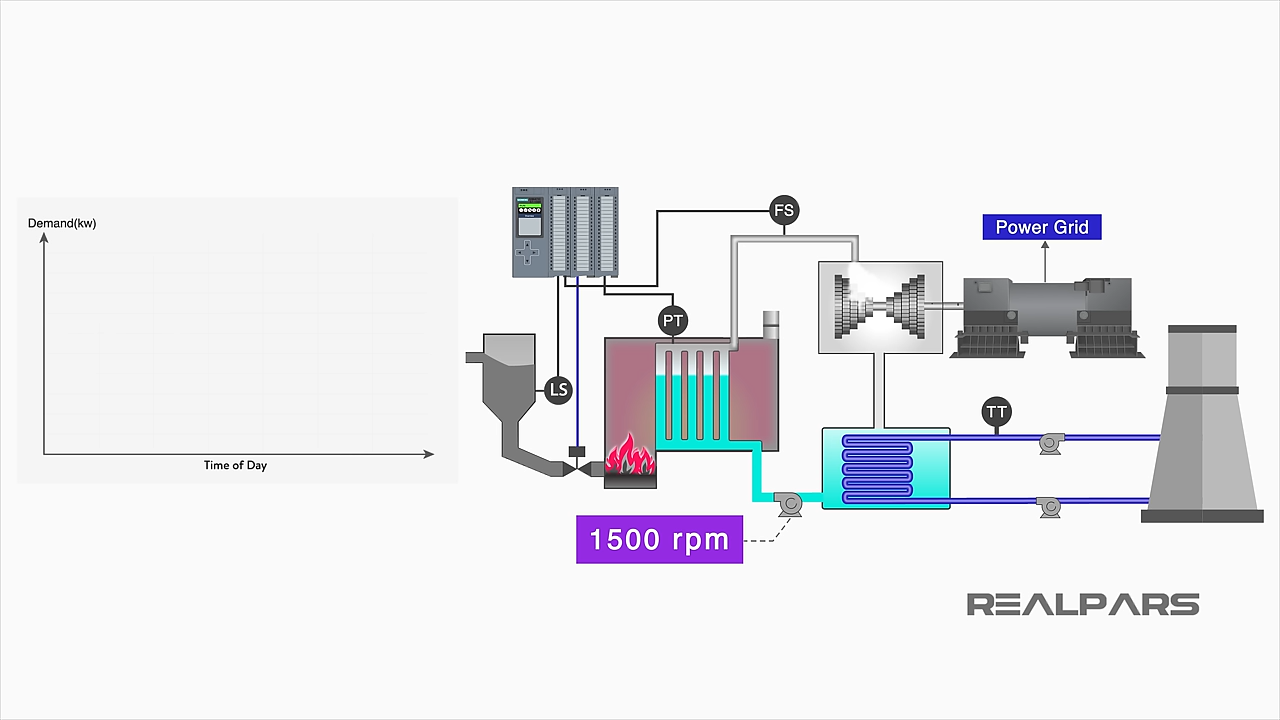 Demand(kw)
Time of Day
FS
PT
LS
Power Grid
TT
1500 rpm
REALPARS